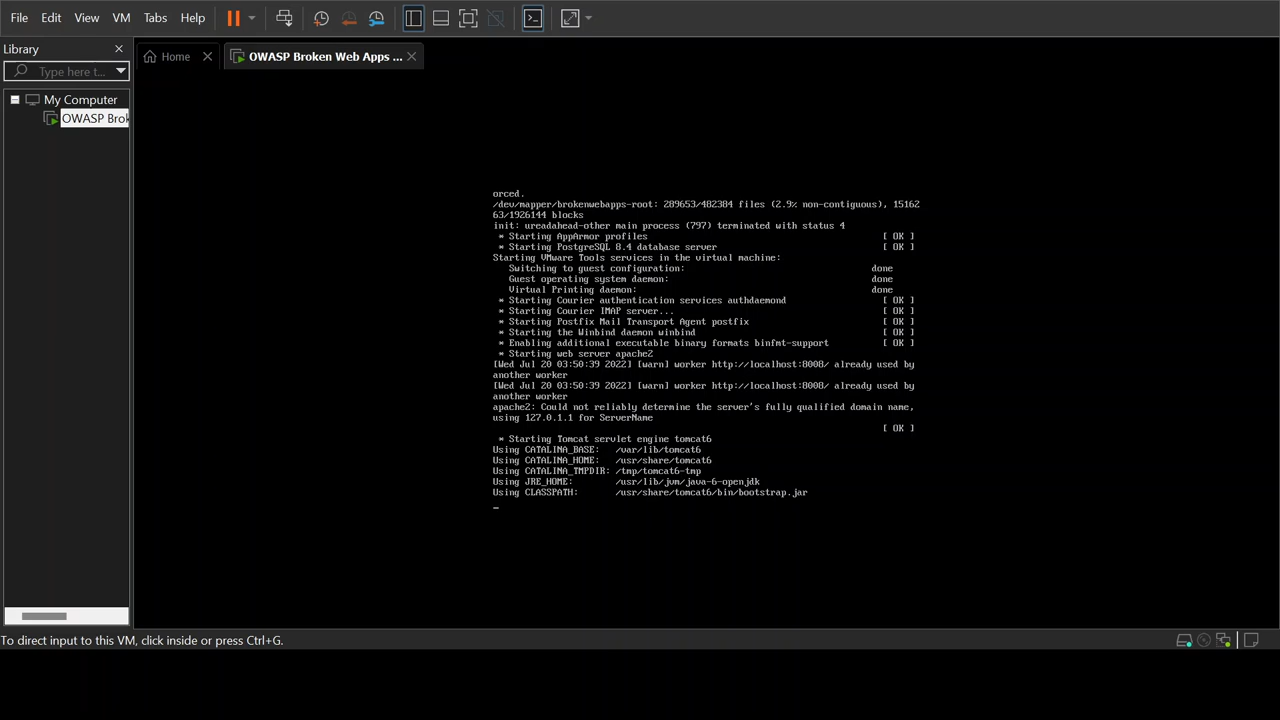 File Edit View VM Tabs Help
Library
Home
OWASP Broken Web Apps ...
Type here t...
My Computer
OWASP Brok
orced.
/dev/mapper/brokenwebapps-root: 289653/482384 files (2.9% non-contiguous), 15162
63/1926144 blocks
init: ureadahead-other main process (797) terminated with status 4
* Starting AppArmor profiles [ OK ]
* Starting PostgreSQL 8.4 database server [ OK ]
Starting VMware Tools services in the virtual machine:
Switching to guest configuration: done
Guest operating system daemon: done
Virtual Printing daemon: done
* Starting Courier authentication services authdaemond [ OK ]
* Starting Courier IMAP server... [ OK ]
* Starting Postfix Mail Transport Agent postfix [ OK ]
* Starting the Winbind daemon winbind [ OK ]
* Enabling additional executable binary formats binfmt-support [ OK ]
* Starting web server apache2
[Wed Jul 20 03:50:39 2022] [warn] worker http://localhost:8008/ already used by
another worker
[Wed Jul 20 03:50:39 2022] [warn] worker http://localhost:8008/ already used by
another worker
apache2: Could not reliably determine the server's fully qualified domain name,
using 127.0.1.1 for ServerName
[ OK ]
* Starting Tomcat servlet engine tomcat6
Using CATALINA_BASE: /var/lib/tomcat6
Using CATALINA_HOME: /usr/share/tomcat6
Using CATALINA_TMPDIR: /tmp/tomcat6-tmp
Using JRE_HOME: /usr/lib/jvm/java-6-openjdk
Using CLASSPATH: /usr/share/tomcat6/bin/bootstrap.jar
To direct input to this VM, click inside or press Ctrl+G.